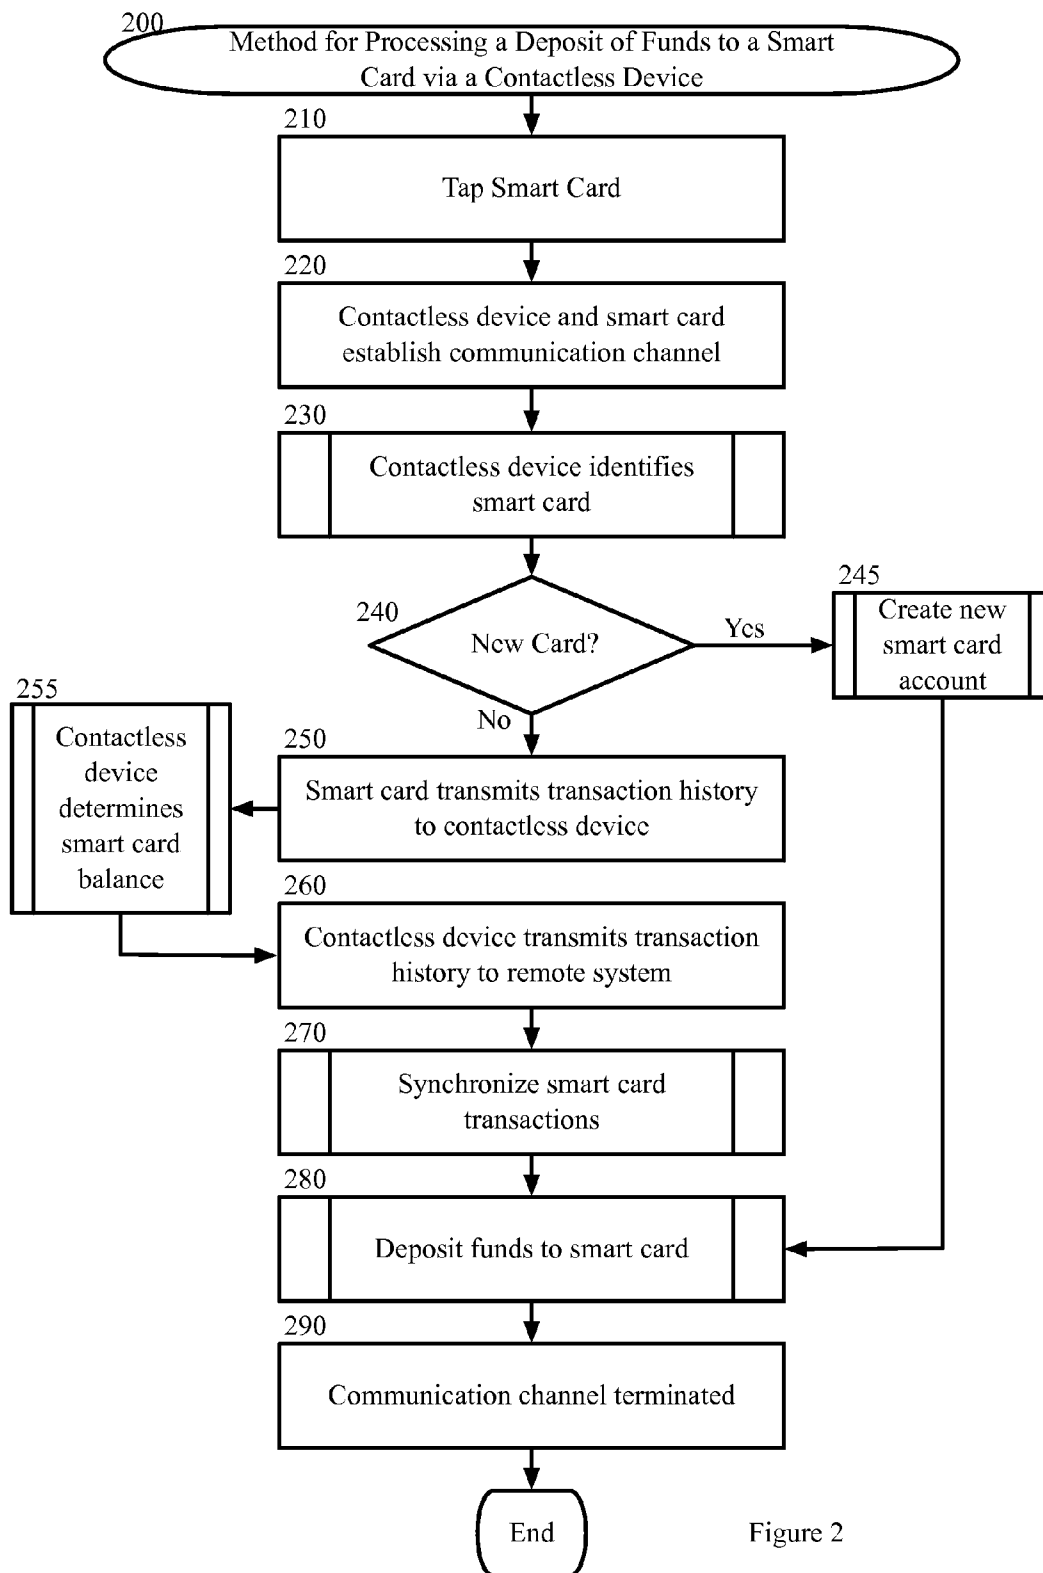 200
Method for Processing a Deposit of Funds to a Smart
Card via a Contactless Device
210
Tap Smart Card
220
Contactless device and smart card
establish communication channel
230
Contactless device identifies
smart card
240
New Card?
Yes
245
Create new
smart card
account
No
250
Smart card transmits transaction history
to contactless device
255
Contactless
device
determines
smart card
balance
260
Contactless device transmits transaction
history to remote system
270
Synchronize smart card
transactions
280
Deposit funds to smart card
290
Communication channel terminated
End
Figure 2